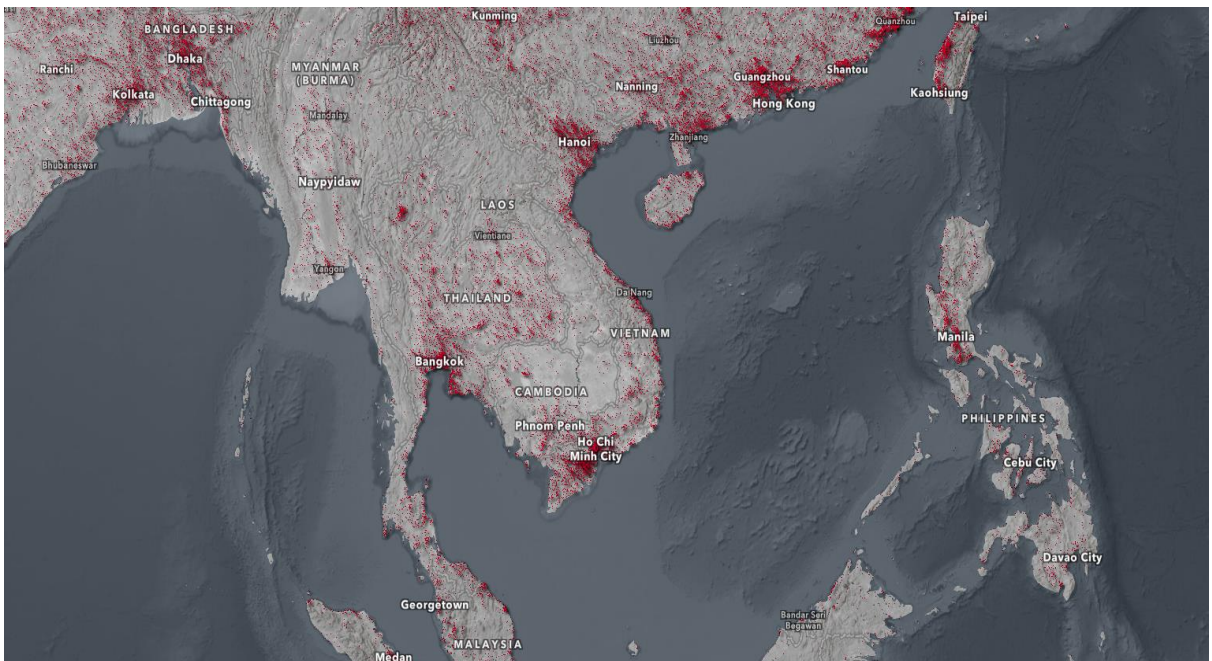 Kunming
Taipei
Quanzhou
BANGLADESH
Liuzhou
Dhaka
MYANMAR
(BURMA)
Ranchi
Shantou
Guangzhou
Nanning
Kolkata
Chittagong
Kaohsiung
Hong Kong
Mandalay
Zhanjiang
Hanoi
Bhubaneswar
Naypyidaw
LAOS
Vientiane
Yangon
Da Nang
THAILAND
VIETNAM
Manila
Bangkok
CAMBODIA
PHILIPPINES
Phnom Penh
Ho Chi
Minh City
Cebu City
Davao City
Georgetown
Bandar Seri
Begawan
MALAYSIA
Medan